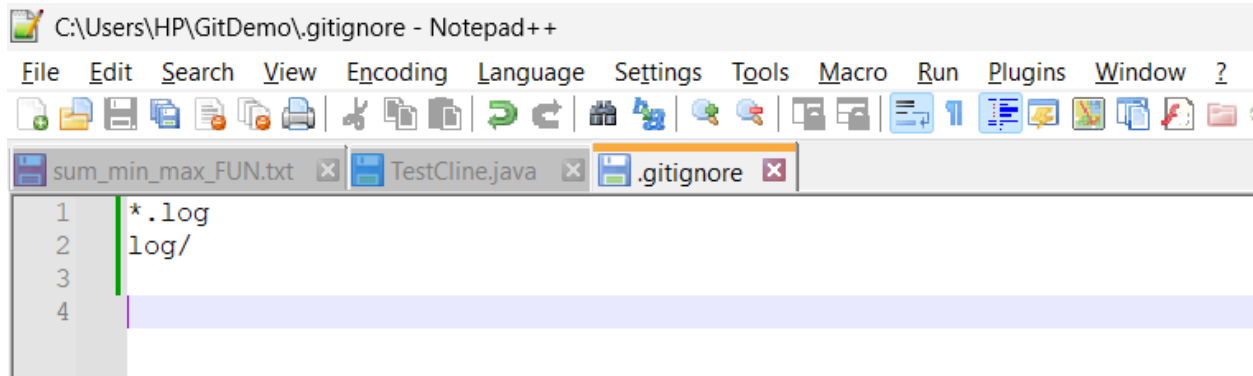 C:\Users\HP\GitDemo\.gitignore - Notepad++
File Edit Search View Encoding Language Settings Tools Macro Run Plugins Window ?
sum_min_max_FUN.txt TestCline.java .gitignore
1 *.log
2 log/
3
4